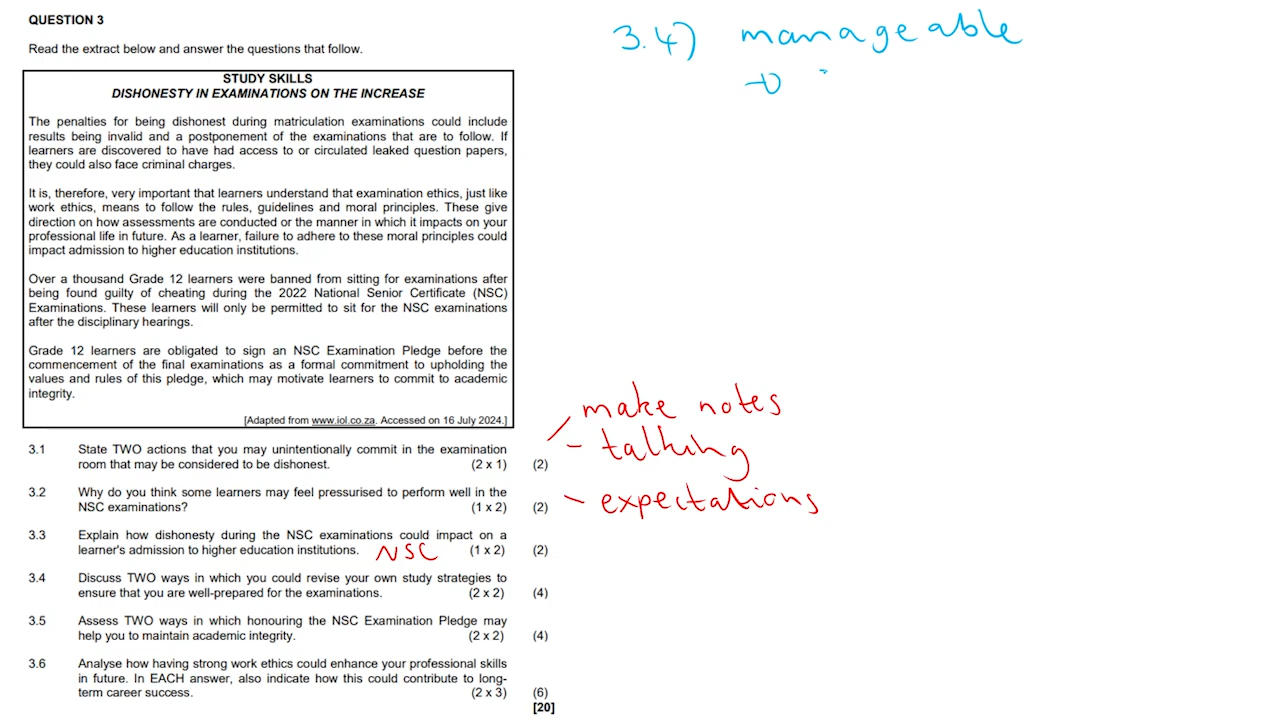 QUESTION 3
Read the extract below and answer the questions that follow.
STUDY SKILLS
DISHONESTY IN EXAMINATIONS ON THE INCREASE
The penalties for being dishonest during matriculation examinations could include
results being invalid and a postponement of the examinations that are to follow. If
learners are discovered to have had access to or circulated leaked question papers,
they could also face criminal charges.
It is, therefore, very important that learners understand that examination ethics, just like
work ethics, means to follow the rules, guidelines and moral principles. These give
direction on how assessments are conducted or the manner in which it impacts on your
professional life in future. As a learner, failure to adhere to these moral principles could
impact admission to higher education institutions.
Over a thousand Grade 12 learners were banned from sitting for examinations after
being found guilty of cheating during the 2022 National Senior Certificate (NSC)
Examinations. These learners will only be permitted to sit for the NSC examinations
after the disciplinary hearings.
Grade 12 learners are obligated to sign an NSC Examination Pledge before the
commencement of the final examinations as a formal commitment to upholding the
values and rules of this pledge, which may motivate learners to commit to academic
integrity.
[Adapted from www.iol.co.za. Accessed on 16 July 2024.]
3.1 State TWO actions that you may unintentionally commit in the examination
room that may be considered to be dishonest. (2 x 1) (2)
3.2 Why do you think some learners may feel pressurised to perform well in the
NSC examinations? (1 x 2) (2)
3.3 Explain how dishonesty during the NSC examinations could impact on a
learner's admission to higher education institutions. NSC (1 x 2) (2)
3.4 Discuss TWO ways in which you could revise your own study strategies to
ensure that you are well-prepared for the examinations. (2 x 2) (4)
3.5 Assess TWO ways in which honouring the NSC Examination Pledge may
help you to maintain academic integrity. (2 x 2) (4)
3.6 Analyse how having strong work ethics could enhance your professional skills
in future. In EACH answer, also indicate how this could contribute to long-
term career success. (2 x 3) (6)
[20]
3.4) manageable
make notes
- talking
- expectations